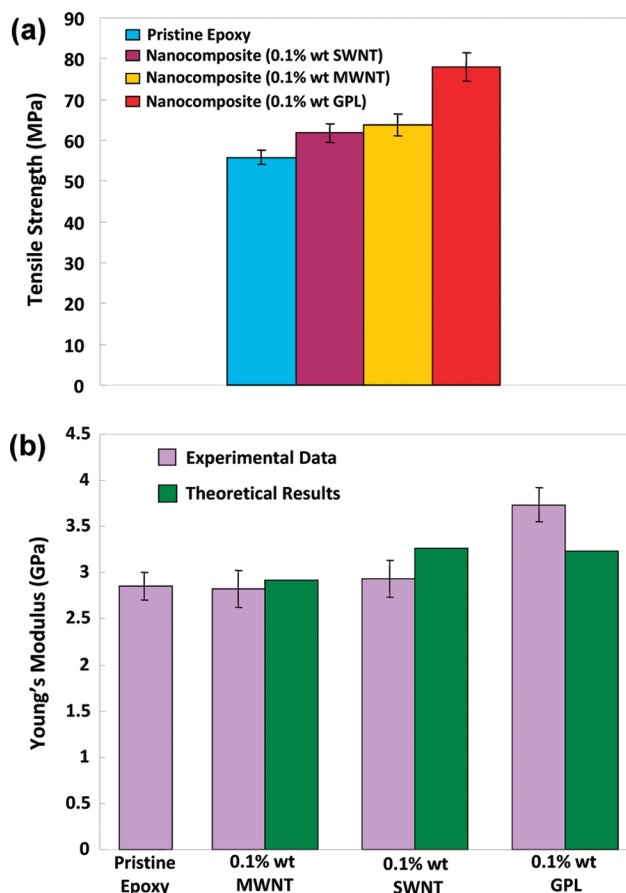 (a)
Tensile Strength (MPa)
90
80
70
60
50
40
30
20
10
0
Pristine Epoxy
Nanocomposite (0.1% wt SWNT)
Nanocomposite (0.1% wt MWNT)
Nanocomposite (0.1% wt GPL)
(b)
Young's Modulus (GPa)
4.5
4
3.5
3
2.5
2
1.5
1
0.5
0
Experimental Data
Theoretical Results
Pristine
Epoxy
0.1% wt
MWNT
0.1% wt
SWNT
0.1% wt
GPL